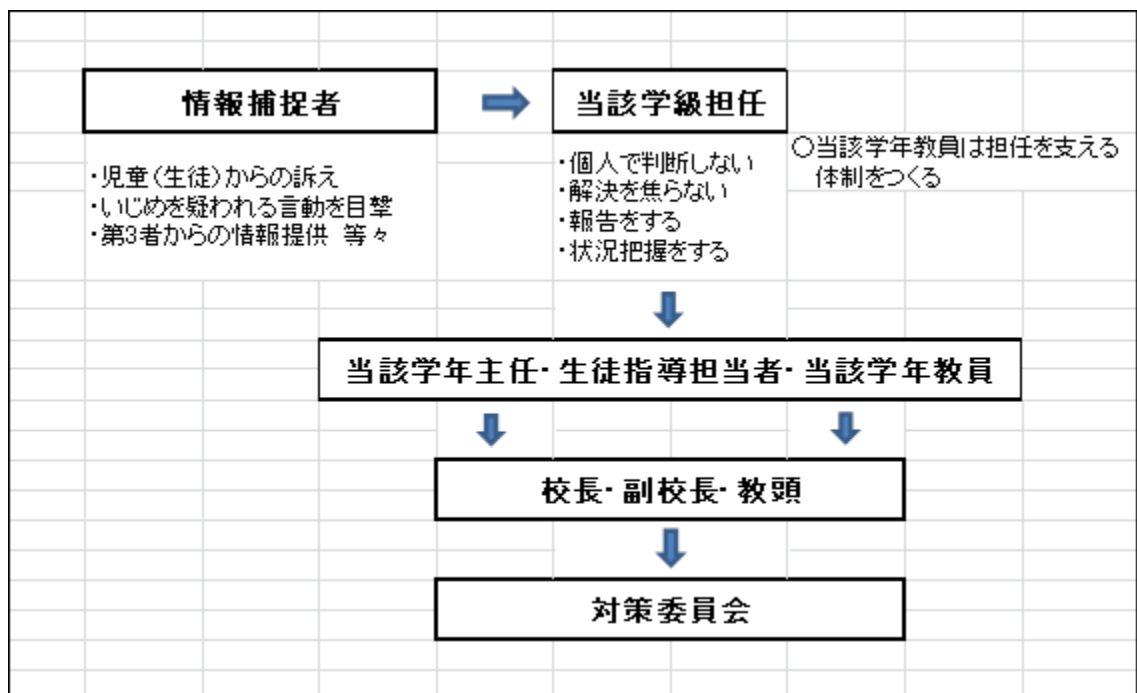 情報捕捉者
当該学級担任
・児童(生徒)からの訴え
・いじめを疑われる言動を目撃
・第3者からの情報提供 等々
・個人で判断しない
・解決を焦らない
・報告をする
・状況把握をする
○当該学年教員は担任を支える
体制をつくる
当該学年主任・生徒指導担当者・当該学年教員
校長・副校長・教頭
対策委員会